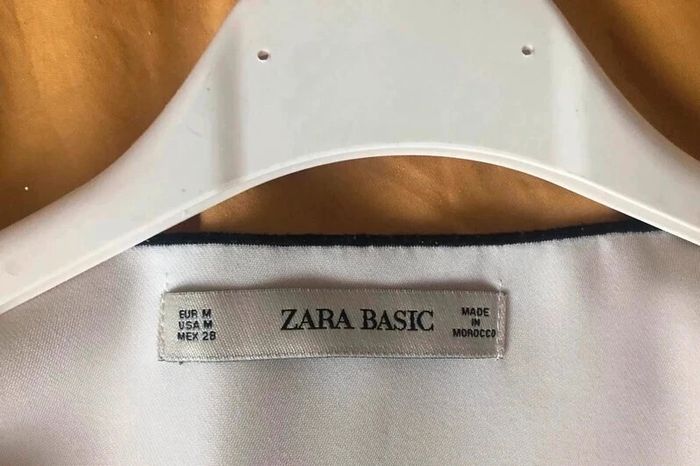 EUR M
USA M
MEX 28
ZARA BASIC
MADE
IN
MOROCCO